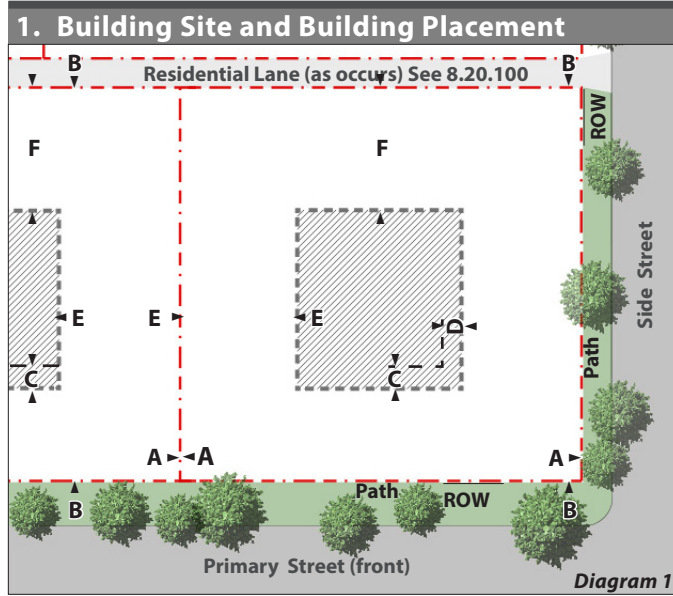 1. Building Site and Building Placement
B B
Residential Lane (as occurs) See 8.20.100
ROW
F F
Side Street
E E E D
Path
C C
A A A
Path
ROW
B B
Primary Street (front)
Diagram 1